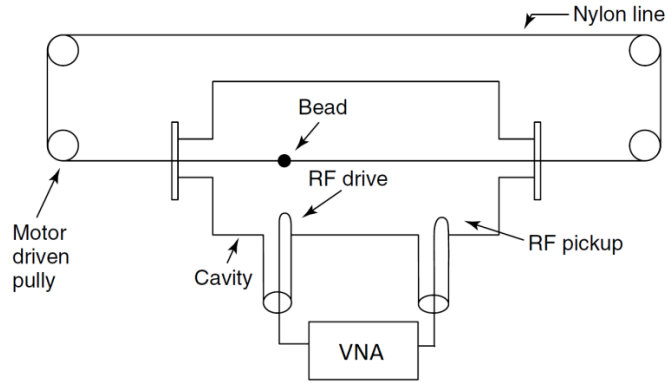 Nylon line
Bead
RF drive
Motor
driven
pully
Cavity
RF pickup
VNA